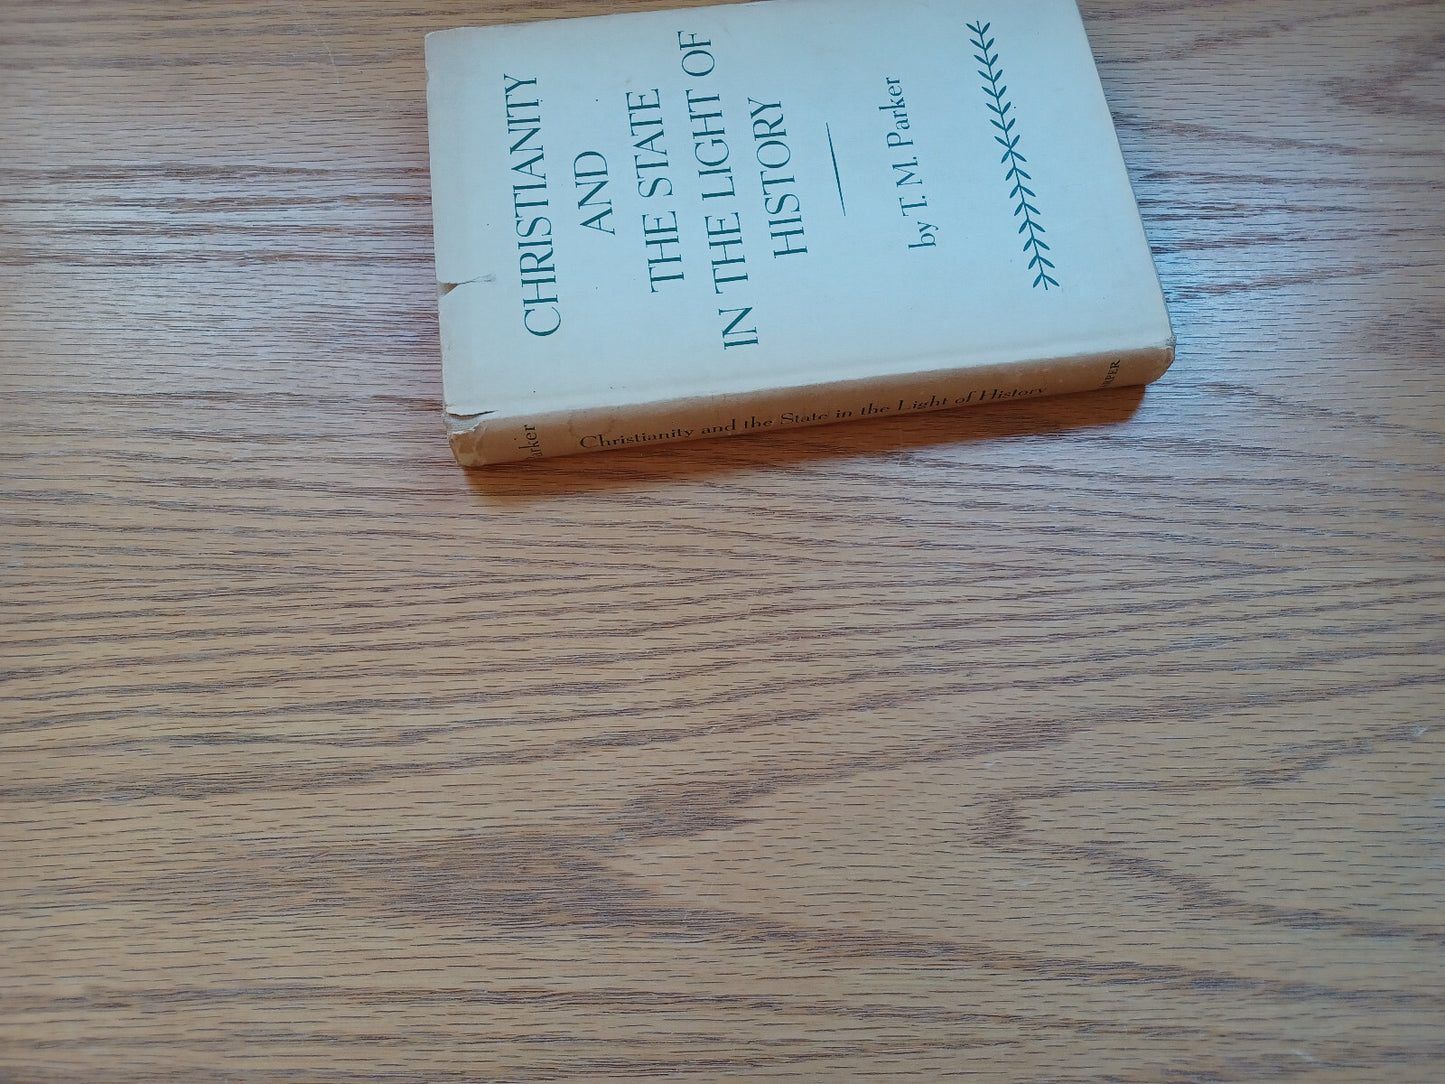 CHRISTIANITY
AND
THE STATE
IN THE LIGHT OF
HISTORY
by T. M. Parker
arker
Christianity and the State in the Light of History